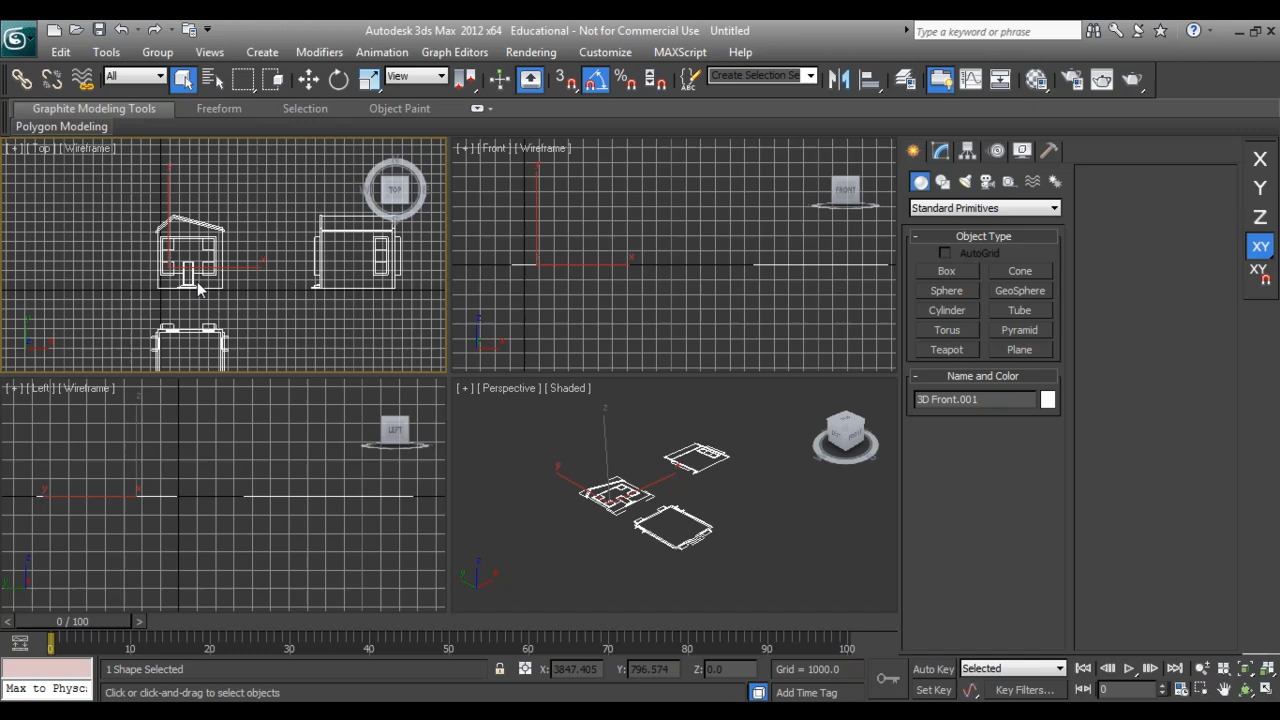 Autodesk 3ds Max 2012 x64 Educational - Not for Commercial Use Untitled
Type a keyword or phrase
Edit Tools Group Views Create Modifiers Animation Graph Editors Rendering Customize MAXScript Help
All View 3 Create Selection Se
Graphite Modeling Tools Freeform Selection Object Paint
Polygon Modeling
[ + ] [ Top ] [ Wireframe ]
TOP
[ + ] [ Front ] [ Wireframe ]
FRONT
[ + ] [ Left ] [ Wireframe ]
LEFT
[ + ] [ Perspective ] [ Shaded ]
Standard Primitives
- Object Type
AutoGrid
Box Cone
Sphere GeoSphere
Cylinder Tube
Torus Pyramid
Teapot Plane
- Name and Color
3D Front.001
X
Y
Z
XY
XY
< 0 / 100 >
0 10 20 30 40 50 60 70 80 90 100
1 Shape Selected X: 3847.405 Y: 796.574 Z: 0.0 Grid = 1000.0 Auto Key Selected
Max to Physc: Click or click-and-drag to select objects Add Time Tag Set Key Key Filters... 0